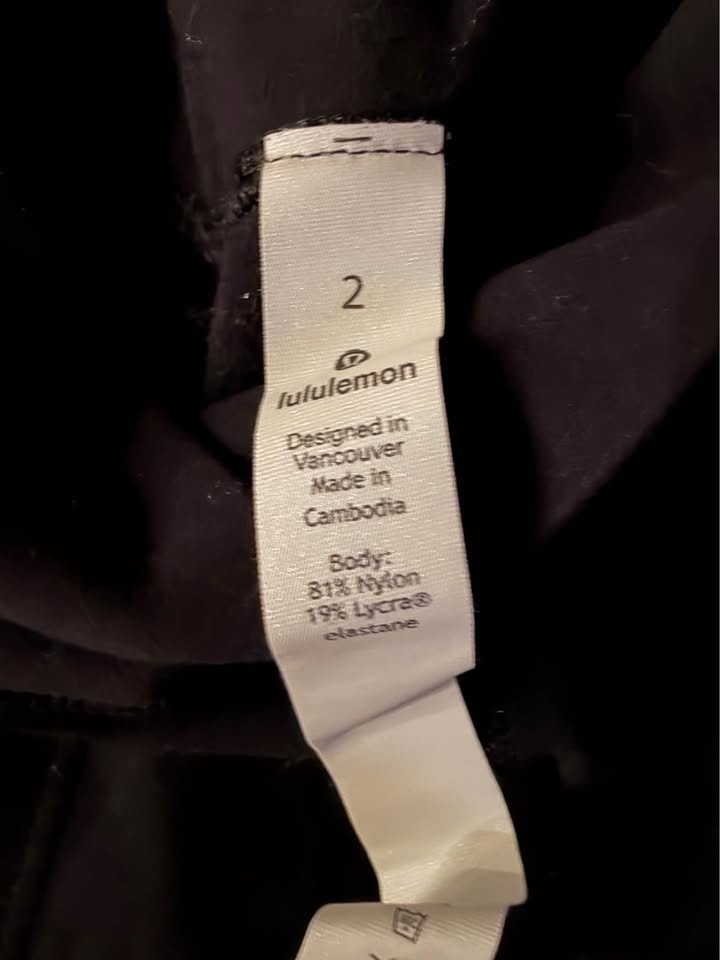 2
lululemon
Designed in
Vancouver
Made in
Cambodia
Body:
81% Nylon
19% Lycra®
elastane